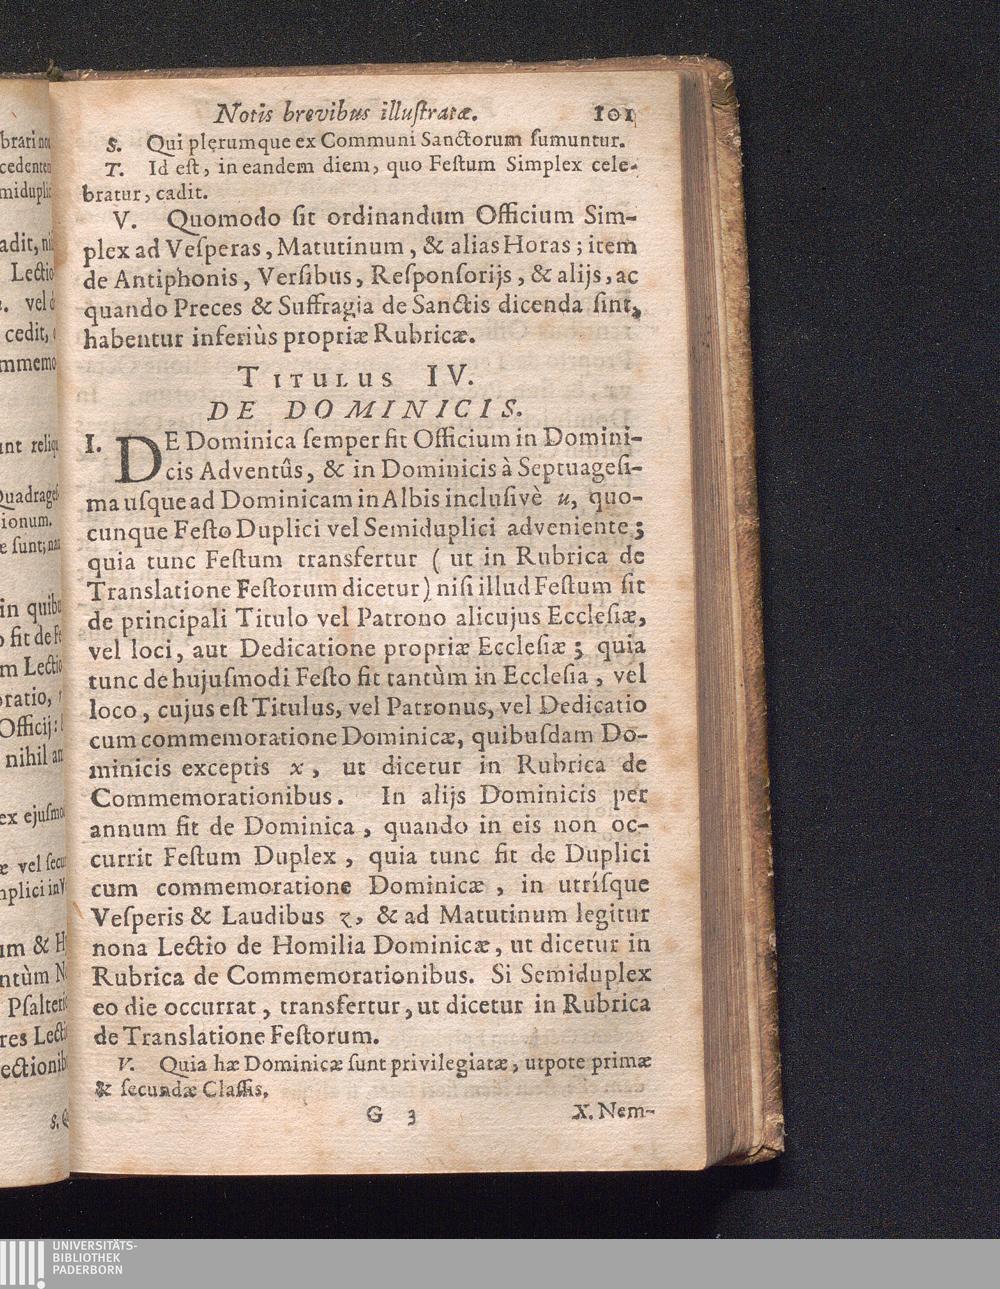 Notis brevibus illuſtratæ. 101
S. Qui plęrumque ex Communi Sanctorum ſumuntur.
T. Id eſt, in eandem diem, quo Feſtum Simplex cele-
bratur, cadit.
V. Quomodo ſit ordinandum Officium Sim-
plex ad Veſperas, Matutinum, & alias Horas; item
de Antiphonis, Verſibus, Reſponſorijs, & alijs, ac
quando Preces & Suffragia de Sanctis dicenda ſint,
habentur inferiùs propriæ Rubricæ.
TITULUS IV.
DE DOMINICIS.
I. DE Dominica ſemper fit Officium in Domini-
cis Adventûs, & in Dominicis à Septuageſi-
ma uſque ad Dominicam in Albis incluſivè u, quo-
cunque Feſto Duplici vel Semiduplici adveniente;
quia tunc Feſtum transfertur (ut in Rubrica de
Translatione Feſtorum dicetur) niſi illud Feſtum ſit
de principali Titulo vel Patrono alicujus Eccleſiæ,
vel loci, aut Dedicatione propriæ Eccleſiæ; quia
tunc de hujuſmodi Feſto fit tantùm in Eccleſia, vel
loco, cujus eſt Titulus, vel Patronus, vel Dedicatio
cum commemoratione Dominicæ, quibuſdam Do-
minicis exceptis x, ut dicetur in Rubrica de
Commemorationibus. In alijs Dominicis per
annum fit de Dominica, quando in eis non oc-
currit Feſtum Duplex, quia tunc fit de Duplici
cum commemoratione Dominicæ, in utríſque
Veſperis & Laudibus z, & ad Matutinum legitur
nona Lectio de Homilia Dominicæ, ut dicetur in
Rubrica de Commemorationibus. Si Semiduplex
eo die occurrat, transfertur, ut dicetur in Rubrica
de Translatione Feſtorum.
V. Quia hæ Dominicæ ſunt privilegiatæ, utpote primæ
& ſecundæ Claſſis.
G 3 X. Nem-
UNIVERSITÄTS-
BIBLIOTHEK
PADERBORN